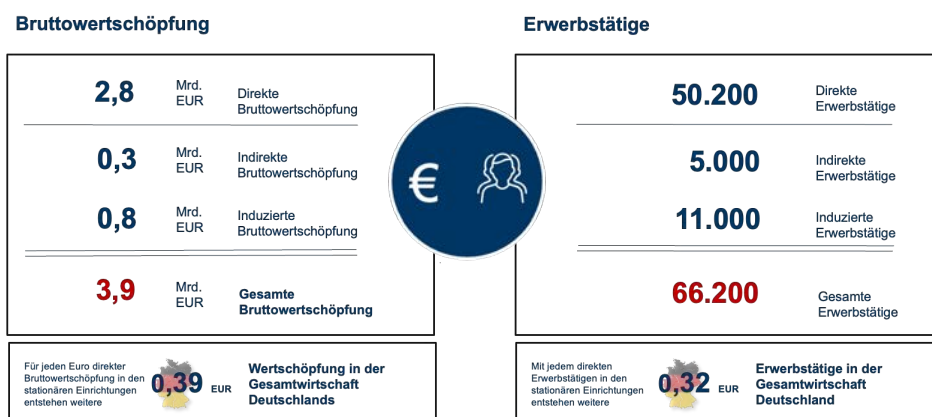 Bruttowertschöpfung
2,8 Mrd. EUR Direkte Bruttowertschöpfung
0,3 Mrd. EUR Indirekte Bruttowertschöpfung
0,8 Mrd. EUR Induzierte Bruttowertschöpfung
3,9 Mrd. EUR Gesamte Bruttowertschöpfung
Für jeden Euro direkter
Bruttowertschöpfung in den
stationären Einrichtungen
entstehen weitere
0,39 EUR
Wertschöpfung in der
Gesamtwirtschaft
Deutschlands
€
Erwerbstätige
50.200 Direkte Erwerbstätige
5.000 Indirekte Erwerbstätige
11.000 Induzierte Erwerbstätige
66.200 Gesamte Erwerbstätige
Mit jedem direkten
Erwerbstätigen in den
stationären Einrichtungen
entstehen weitere
0,32 EUR
Erwerbstätige in der
Gesamtwirtschaft
Deutschland